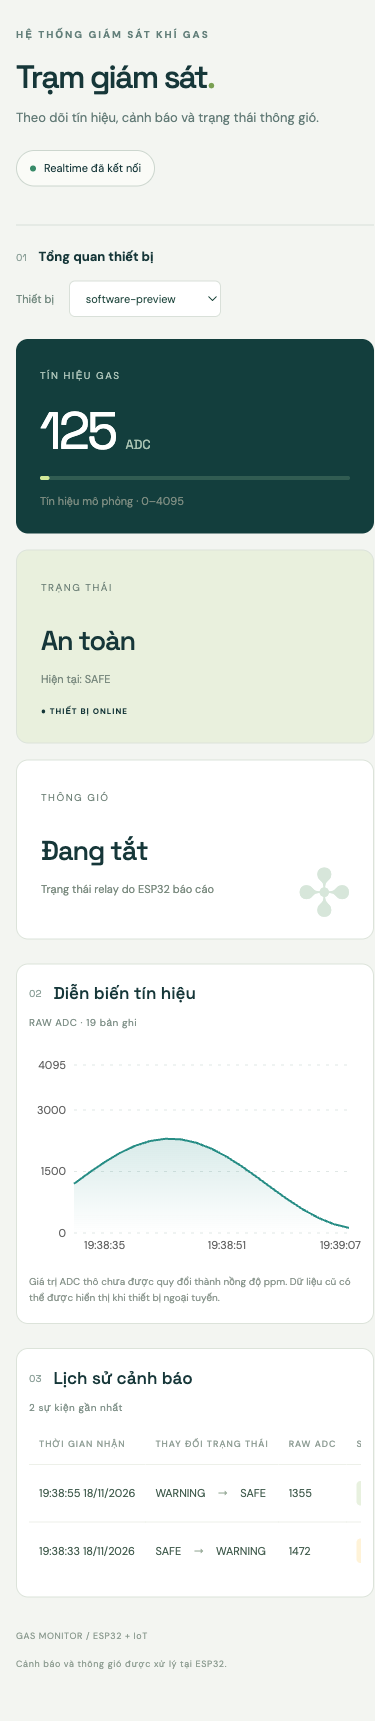 HỆ THỐNG GIÁM SÁT KHÍ GAS
Trạm giám sát.
Theo dõi tín hiệu, cảnh báo và trạng thái thông gió.
Realtime đã kết nối
01 Tổng quan thiết bị
Thiết bị software-preview
TÍN HIỆU GAS
125 ADC
Tín hiệu mô phỏng · 0–4095
TRẠNG THÁI
An toàn
Hiện tại: SAFE
• THIẾT BỊ ONLINE
THÔNG GIÓ
Đang tắt
Trạng thái relay do ESP32 báo cáo
02 Diễn biến tín hiệu
RAW ADC · 19 bản ghi
4095
3000
1500
0
19:38:35 19:38:51 19:39:07
Giá trị ADC thô chưa được quy đổi thành nồng độ ppm. Dữ liệu cũ có
thể được hiển thị khi thiết bị ngoại tuyến.
03 Lịch sử cảnh báo
2 sự kiện gần nhất
THỜI GIAN NHẬN THAY ĐỔI TRẠNG THÁI RAW ADC S
19:38:55 18/11/2026 WARNING → SAFE 1355
19:38:33 18/11/2026 SAFE → WARNING 1472
GAS MONITOR / ESP32 + IoT
Cảnh báo và thông gió được xử lý tại ESP32.